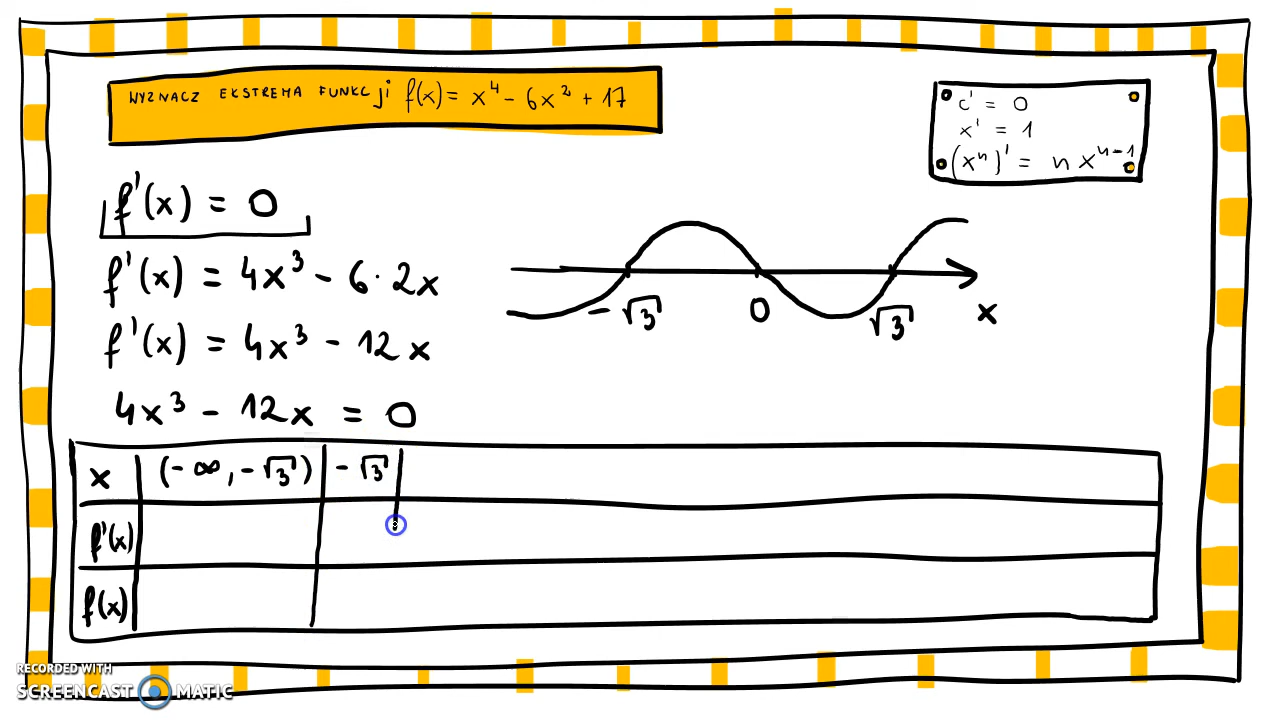 WYZNACZ EKSTREMA FUNKCji f(x) = x⁴ - 6x² + 17
c' = 0
x' = 1
(xⁿ)' = n xⁿ⁻¹
f'(x) = 0
f'(x) = 4x³ - 6 · 2x
f'(x) = 4x³ - 12x
4x³ - 12x = 0
-√3 0 √3 x
x (-∞, -√3) -√3
f'(x)
f(x)
RECORDED WITH
SCREENCAST MATIC